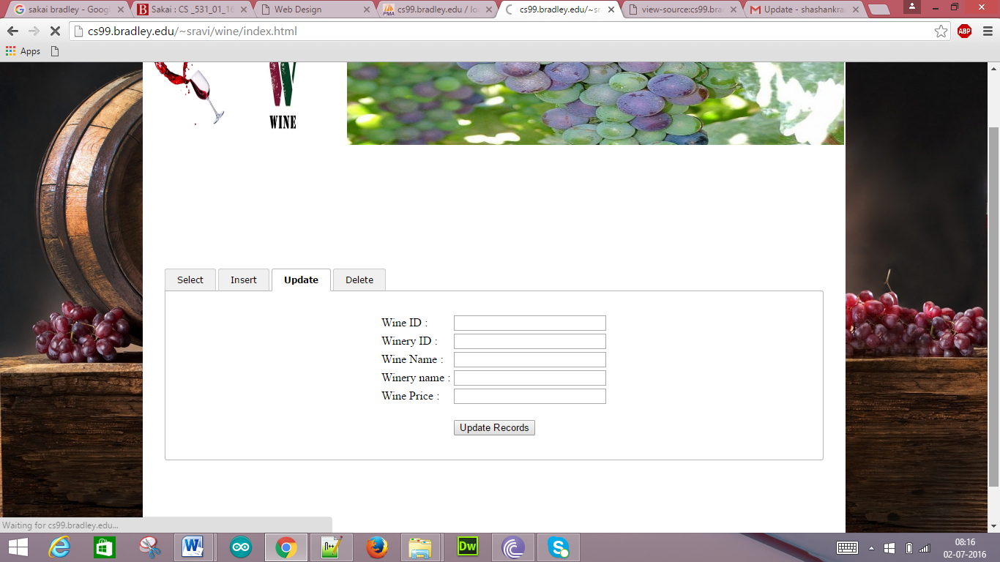 sakai bradley - Goog
Sakai : CS _531_01_16
Web Design
cs99.bradley.edu / lo
cs99.bradley.edu/~sr
view-source:cs99.bra
Update - shashankra
cs99.bradley.edu/~sravi/wine/index.html
ABP
Apps
WINE
Select
Insert
Update
Delete
Wine ID :
Winery ID :
Wine Name :
Winery name :
Wine Price :
Update Records
Waiting for cs99.bradley.edu...
08:16
02-07-2016